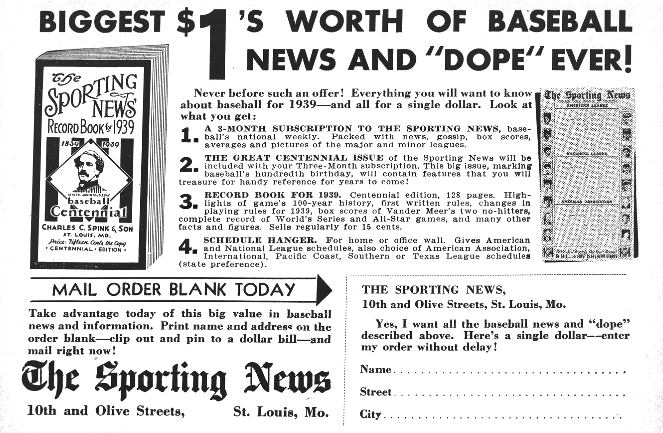 BIGGEST $1'S WORTH OF BASEBALL
NEWS AND "DOPE" EVER!
The
SPORTING
NEWS
RECORD BOOK for 1939
1839 1939
baseball
Centennial
CHARLES C. SPINK & SON
ST. LOUIS, MO.
Price: Fifteen Cents the Copy
• CENTENNIAL • EDITION •
Never before such an offer! Everything you will want to know
about baseball for 1939—and all for a single dollar. Look at
what you get:
1. A 3-MONTH SUBSCRIPTION TO THE SPORTING NEWS, base-
ball's national weekly. Packed with news, gossip, box scores,
averages and pictures of the major and minor leagues.
2. THE GREAT CENTENNIAL ISSUE of the Sporting News will be
included with your Three-Month subscription. This big issue, marking
baseball's hundredth birthday, will contain features that you will
treasure for handy reference for years to come!
3. RECORD BOOK FOR 1939. Centennial edition, 128 pages. High-
lights of game's 100-year history, first written rules, changes in
playing rules for 1939, box scores of Vander Meer's two no-hitters,
complete record of World's Series and All-Star games, and many other
facts and figures. Sells regularly for 15 cents.
4. SCHEDULE HANGER. For home or office wall. Gives American
and National League schedules, also choice of American Association,
International, Pacific Coast, Southern or Texas League schedules
(state preference).
The Sporting News
AMERICAN LEAGUE
NATIONAL LEAGUE
AMERICAN ASSOCIATION
MAIL ORDER BLANK TODAY
Take advantage today of this big value in baseball
news and information. Print name and address on the
order blank—clip out and pin to a dollar bill—and
mail right now!
The Sporting News
10th and Olive Streets, St. Louis, Mo.
THE SPORTING NEWS,
10th and Olive Streets, St. Louis, Mo.
Yes, I want all the baseball news and "dope"
described above. Here's a single dollar—enter
my order without delay!
Name
Street
City